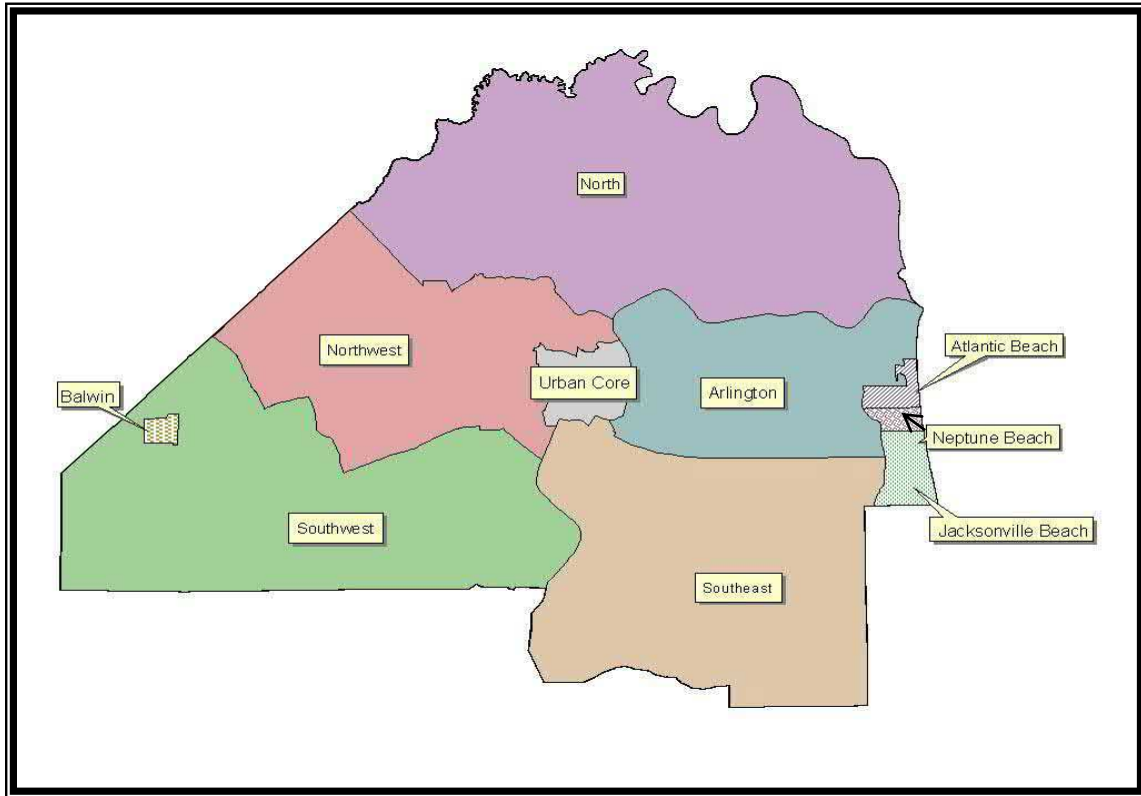 North
Northwest
Atlantic Beach
Urban Core
Arlington
Balwin
Neptune Beach
Southwest
Jacksonville Beach
Southeast